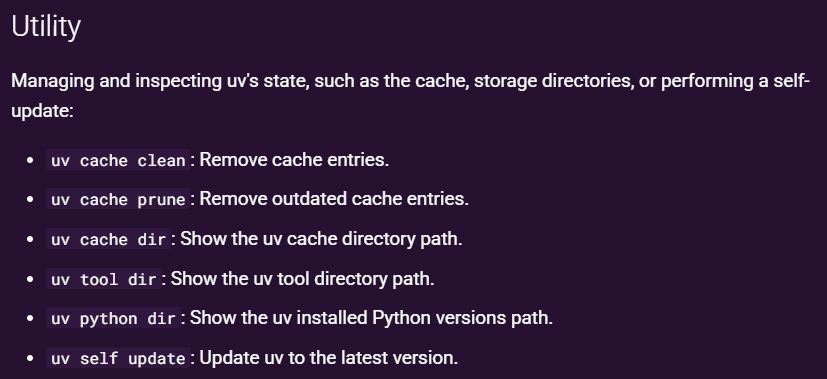 Utility
Managing and inspecting uv's state, such as the cache, storage directories, or performing a self-
update:
• uv cache clean: Remove cache entries.
• uv cache prune: Remove outdated cache entries.
• uv cache dir: Show the uv cache directory path.
• uv tool dir: Show the uv tool directory path.
• uv python dir: Show the uv installed Python versions path.
• uv self update: Update uv to the latest version.